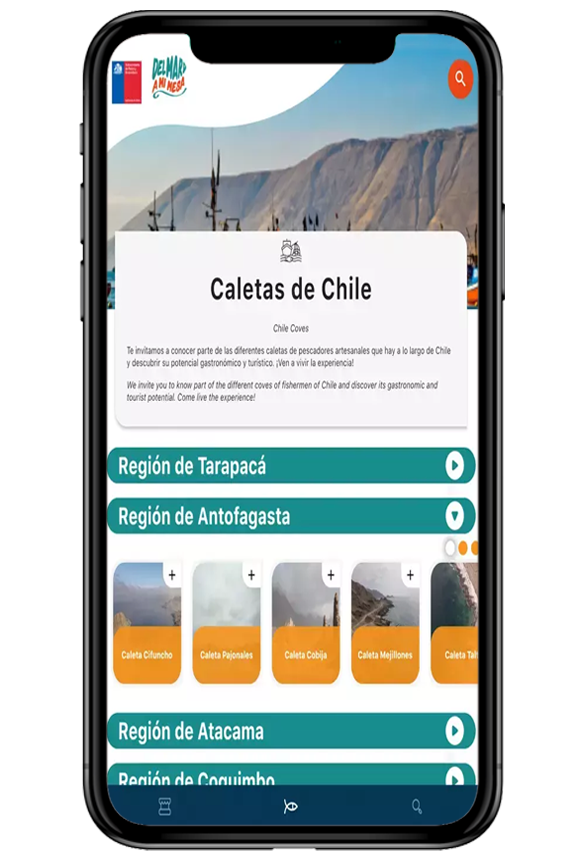 DEL MAR
A MI MESA
Caletas de Chile
Chile Coves
Te invitamos a conocer parte de las diferentes caletas de pescadores artesanales que hay a lo largo de Chile
y descubrir su potencial gastronómico y turístico. ¡Ven a vivir la experiencia!
We invite you to know part of the different coves of fishermen of Chile and discover its gastronomic and
tourist potential. Come live the experience!
Región de Tarapacá
Región de Antofagasta
+ + + +
Caleta Cifuncho
Caleta Pajonales
Caleta Cobija
Caleta Mejillones
Caleta Talt
Región de Atacama
Región de Coquimbo